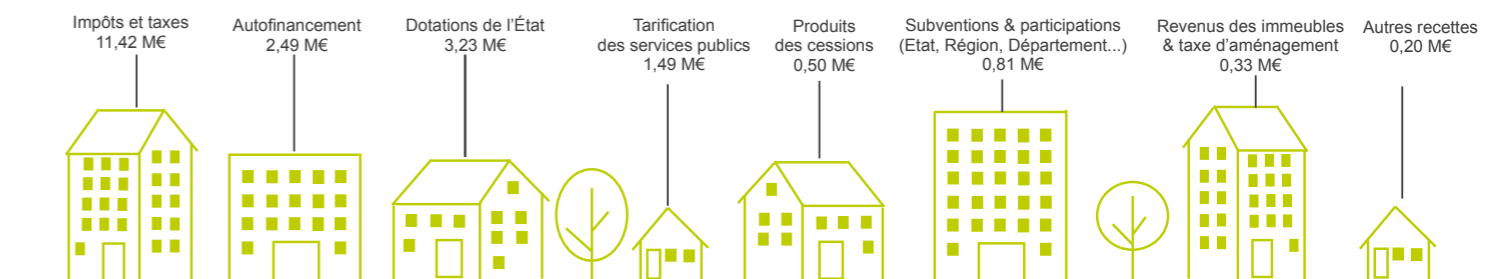 Impôts et taxes
11,42 M€
Autofinancement
2,49 M€
Dotations de l’État
3,23 M€
Tarification
des services publics
1,49 M€
Produits
des cessions
0,50 M€
Subventions & participations
(Etat, Région, Département...)
0,81 M€
Revenus des immeubles
& taxe d’aménagement
0,33 M€
Autres recettes
0,20 M€